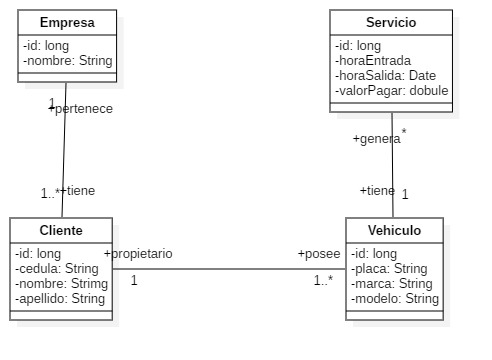 Empresa
-id: long
-nombre: String
Servicio
-id: long
-horaEntrada
-horaSalida: Date
-valorPagar: dobule
1
+pertenece
+genera
*
1..*
+tiene
+tiene
1
Cliente
-id: long
-cedula: String
-nombre: Strimg
-apellido: String
+propietario
1
+posee
1..*
Vehiculo
-id: long
-placa: String
-marca: String
-modelo: String